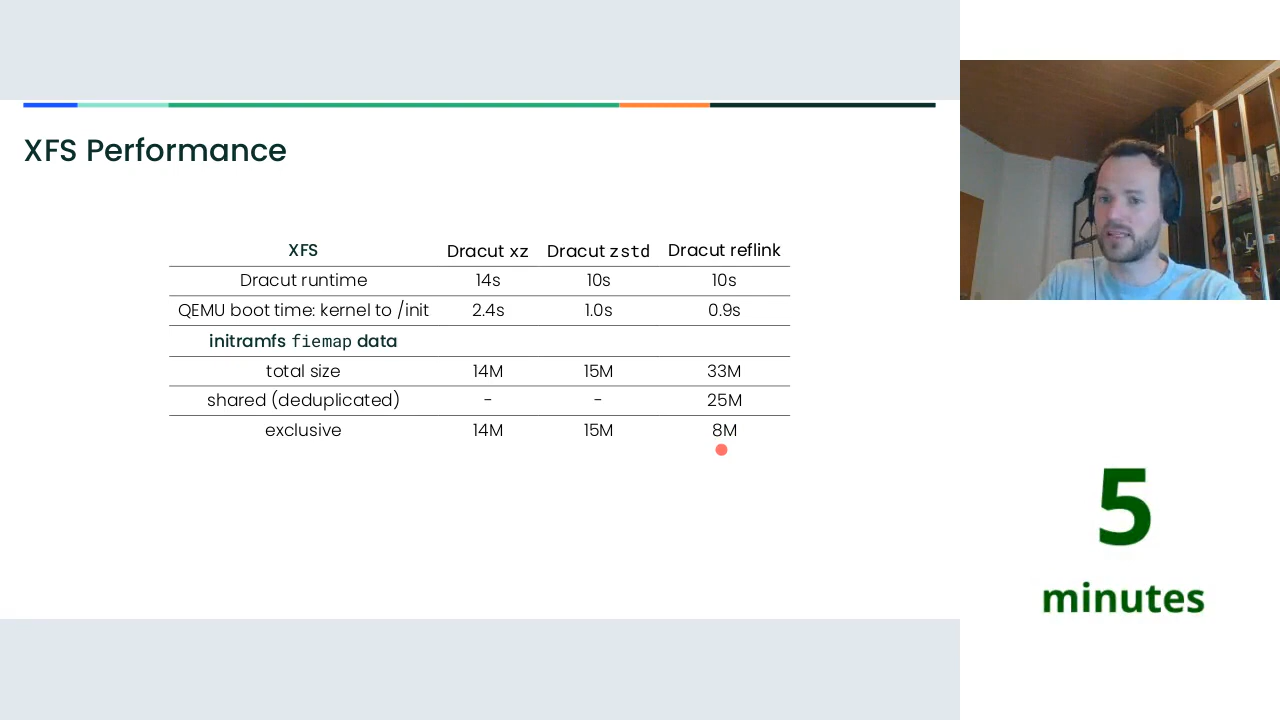 XFS Performance
XFS Dracut xz Dracut zstd Dracut reflink
Dracut runtime 14s 10s 10s
QEMU boot time: kernel to /init 2.4s 1.0s 0.9s
initramfs fiemap data
total size 14M 15M 33M
shared (deduplicated) - - 25M
exclusive 14M 15M 8M
5
minutes